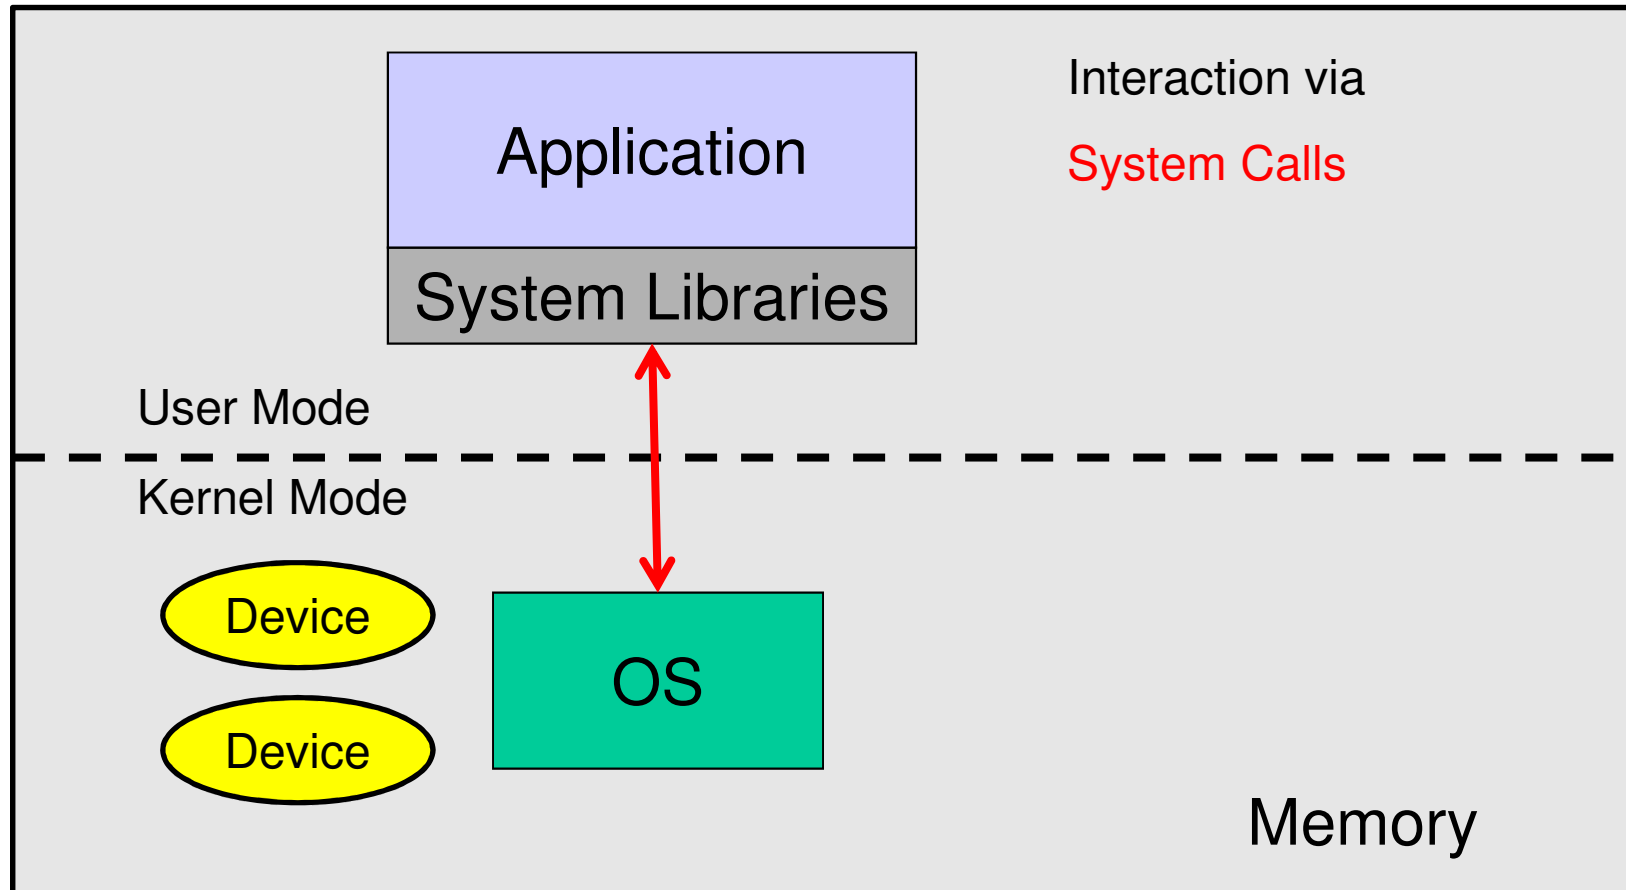 Interaction via
System Calls
Application
System Libraries
User Mode
Kernel Mode
Device
OS
Device
Memory